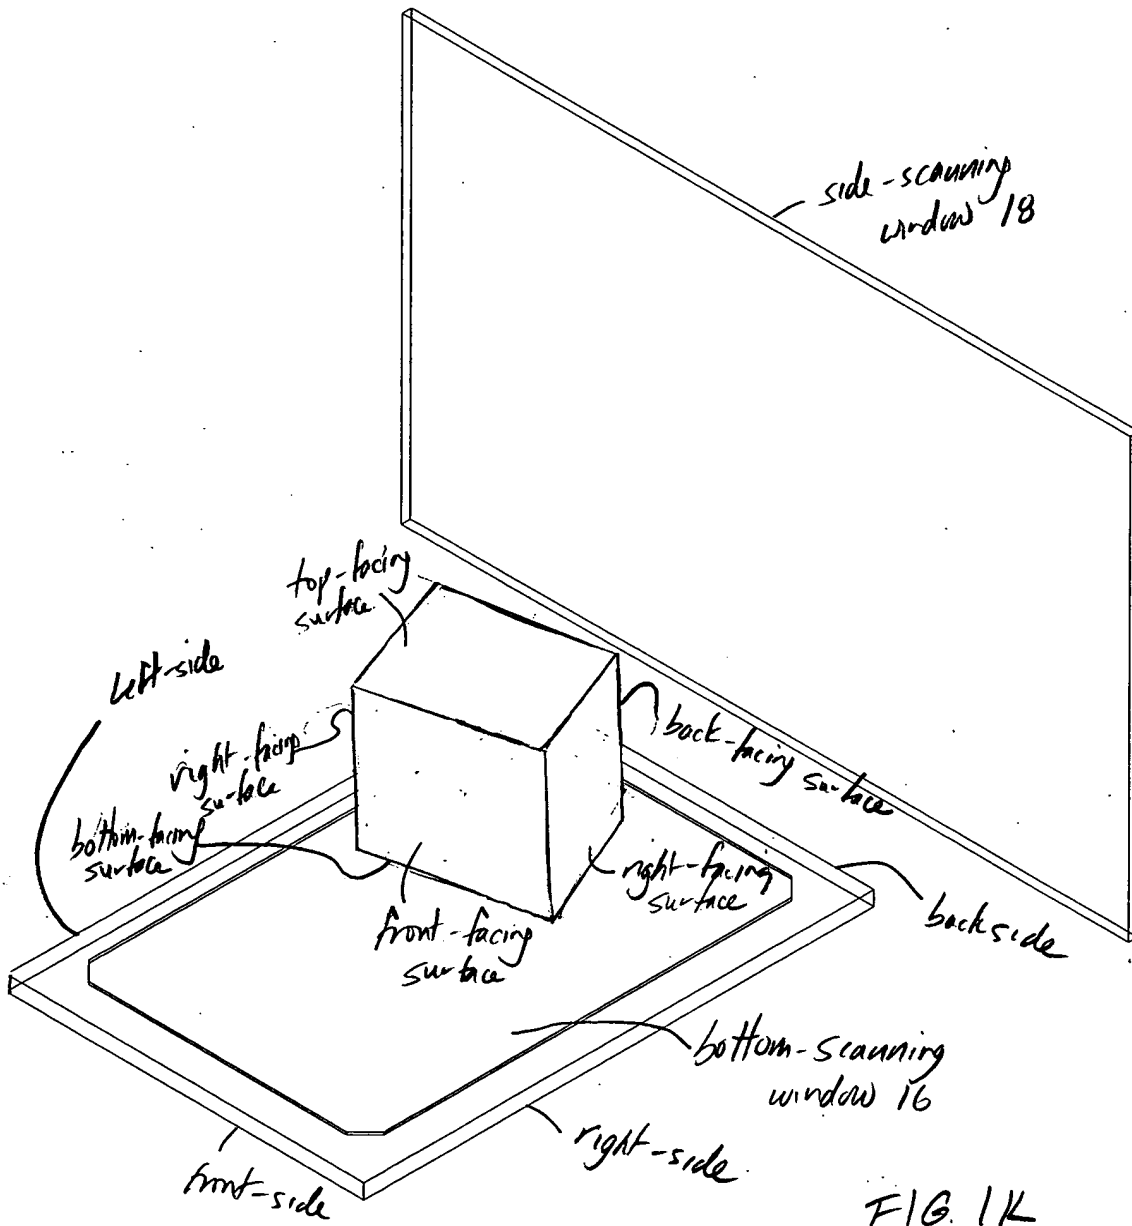 side-scanning
window 18
top-facing
surface
left-side
right-facing
surface
back-facing surface
bottom-facing
surface
right-facing
surface
front-facing
surface
backside
bottom-scanning
window 16
right-side
front-side
FIG. 1K